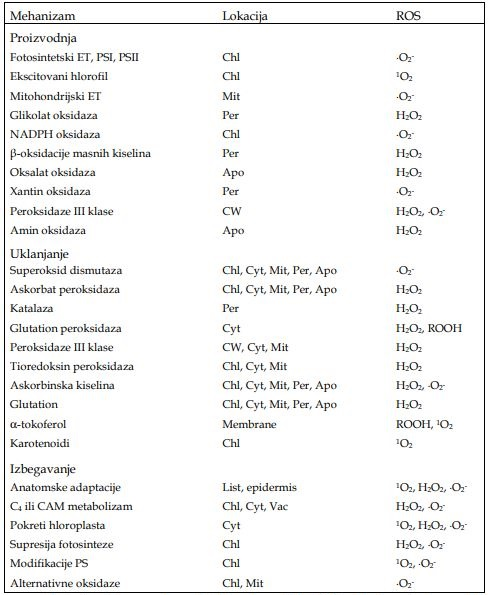 Mehanizam Lokacija ROS
Proizvodnja
Fotosintetski ET, PSI, PSII Chl ·O₂⁻
Ekscitovani hlorofil Chl ¹O₂
Mitohondrijski ET Mit ·O₂⁻
Glikolat oksidaza Per H₂O₂
NADPH oksidaza Chl ·O₂⁻
β-oksidacije masnih kiselina Per H₂O₂
Oksalat oksidaza Apo H₂O₂
Xantin oksidaza Per ·O₂⁻
Peroksidaze III klase CW H₂O₂, ·O₂⁻
Amin oksidaza Apo H₂O₂
Uklanjanje
Superoksid dismutaza Chl, Cyt, Mit, Per, Apo ·O₂⁻
Askorbat peroksidaza Chl, Cyt, Mit, Per, Apo H₂O₂
Katalaza Per H₂O₂
Glutation peroksidaza Cyt H₂O₂, ROOH
Peroksidaze III klase CW, Cyt, Mit H₂O₂
Tioredoksin peroksidaza Chl, Cyt, Mit H₂O₂
Askorbinska kiselina Chl, Cyt, Mit, Per, Apo H₂O₂, ·O₂⁻
Glutation Chl, Cyt, Mit, Per, Apo H₂O₂
α-tokoferol Membrane ROOH, ¹O₂
Karotenoidi Chl ¹O₂
Izbegavanje
Anatomske adaptacije List, epidermis ¹O₂, H₂O₂, ·O₂⁻
C₄ ili CAM metabolizam Chl, Cyt, Vac H₂O₂, ·O₂⁻
Pokreti hloroplasta Cyt ¹O₂, H₂O₂, ·O₂⁻
Supresija fotosinteze Chl H₂O₂, ·O₂⁻
Modifikacije PS Chl ¹O₂, ·O₂⁻
Alternativne oksidaze Chl, Mit ·O₂⁻